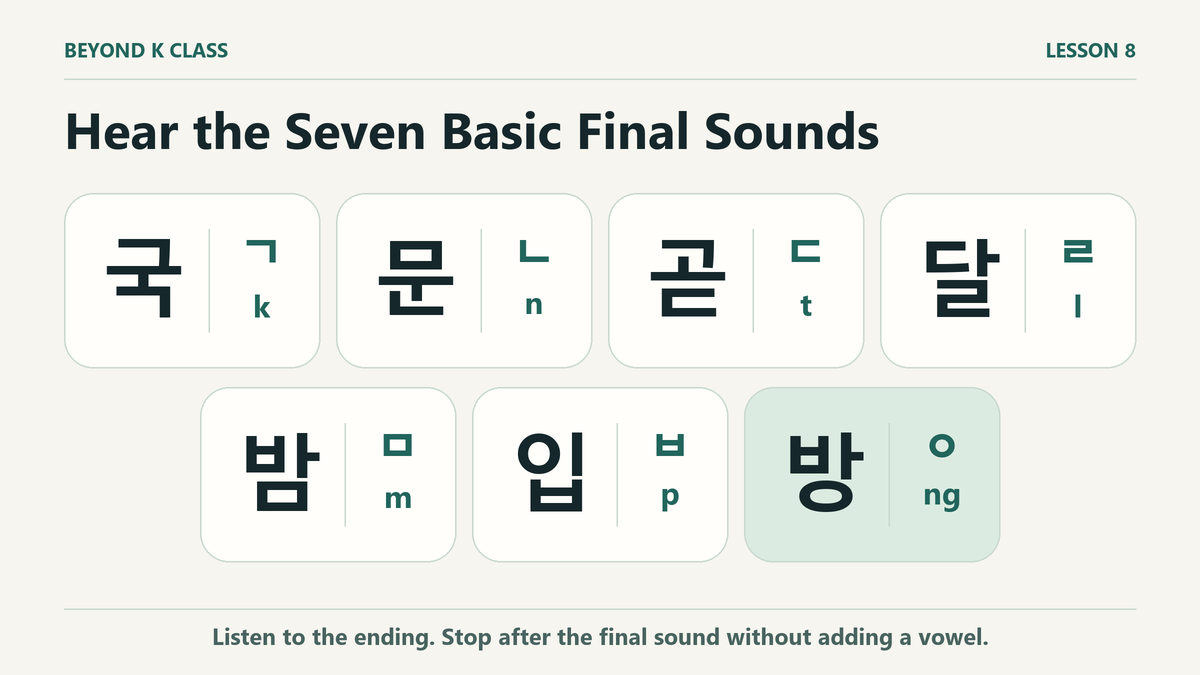 BEYOND K CLASS
LESSON 8
Hear the Seven Basic Final Sounds
국 ㄱ k
문 ㄴ n
곧 ㄷ t
달 ㄹ l
밤 ㅁ m
입 ㅂ p
방 ㅇ ng
Listen to the ending. Stop after the final sound without adding a vowel.